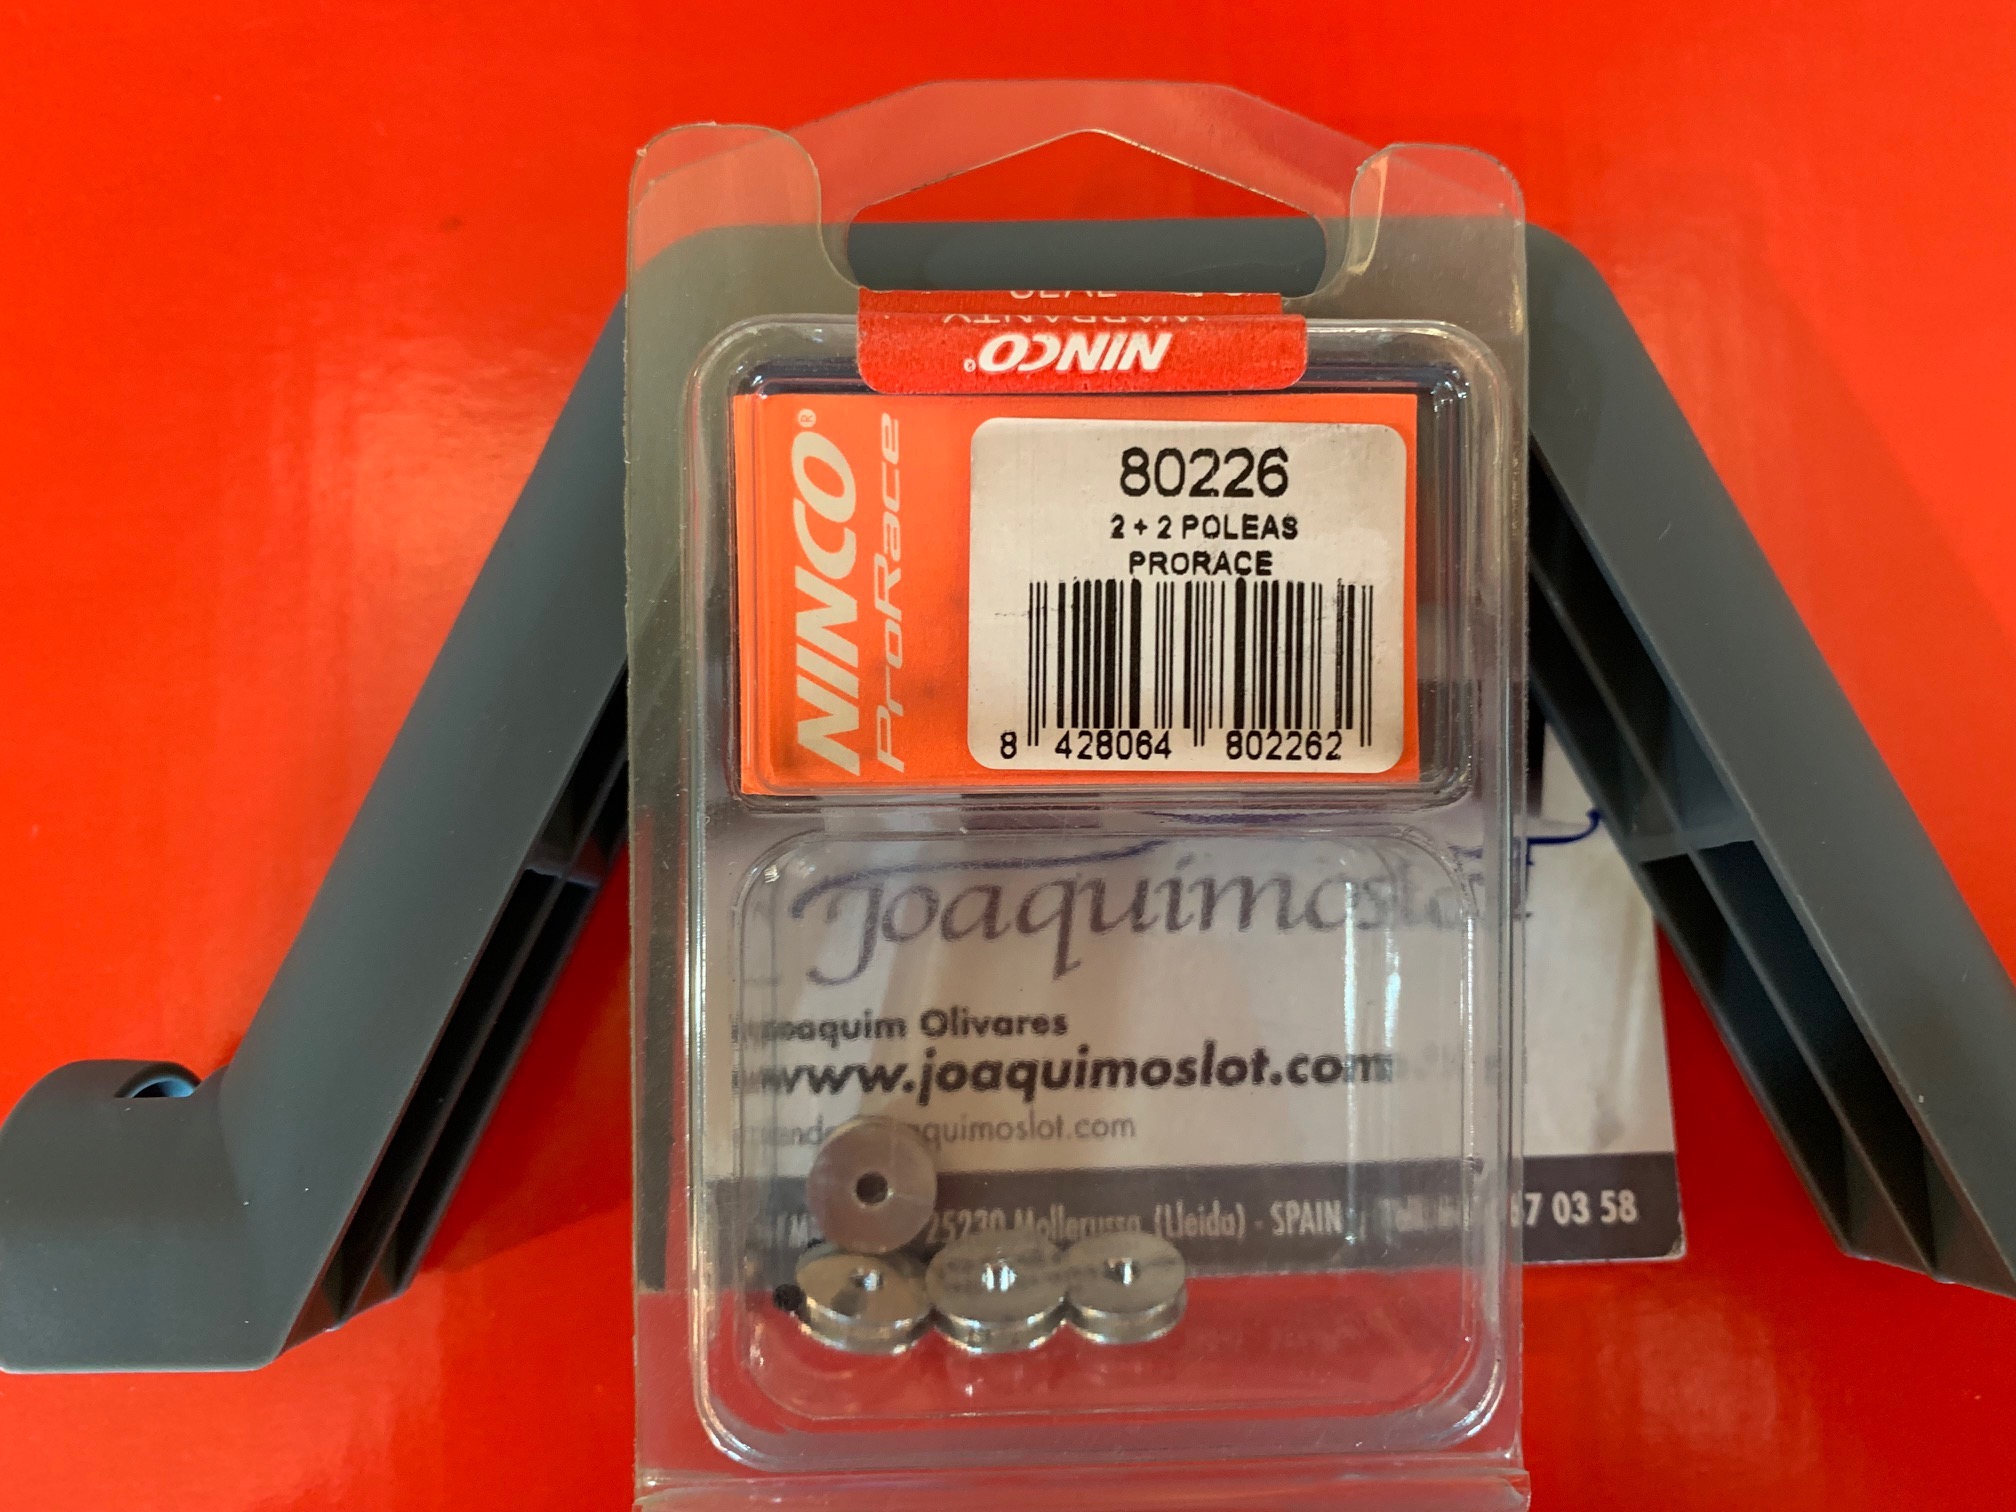 WARRANTY
NINCO®
NINCO®
ProRace
80226
2 + 2 POLEAS
PRORACE
8 428064 802262
Joaquimoslot
Joaquim Olivares
www.joaquimoslot.com
25230 Mollerussa (Lleida) - SPAIN
67 03 58